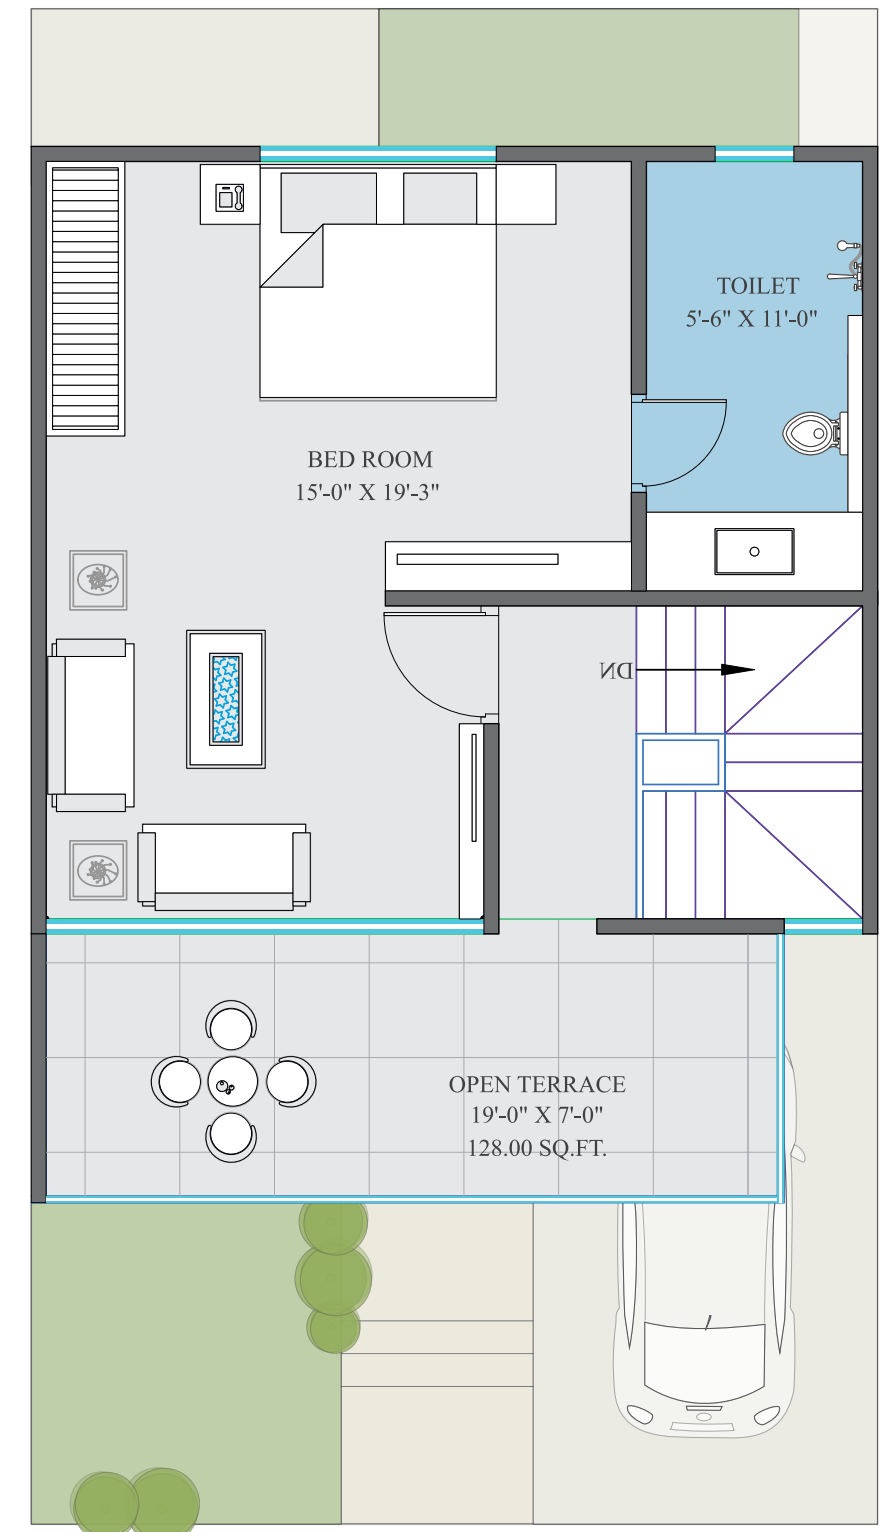 TOILET
5'-6" X 11'-0"
BED ROOM
15'-0" X 19'-3"
DN
OPEN TERRACE
19'-0" X 7'-0"
128.00 SQ.FT.